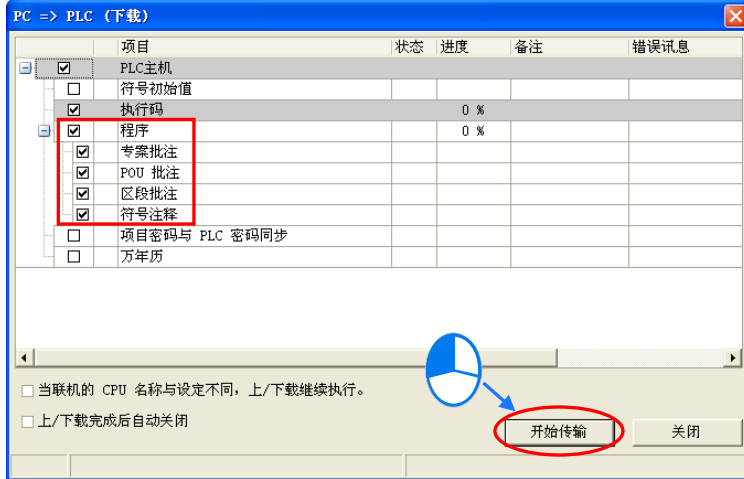 PC => PLC （下载）
项目 状态 进度 备注 错误讯息
PLC主机
符号初始值
执行码 0 %
程序 0 %
专案批注
POU 批注
区段批注
符号注释
项目密码与 PLC 密码同步
万年历
当联机的 CPU 名称与设定不同，上/下载继续执行。
上/下载完成后自动关闭
开始传输 关闭